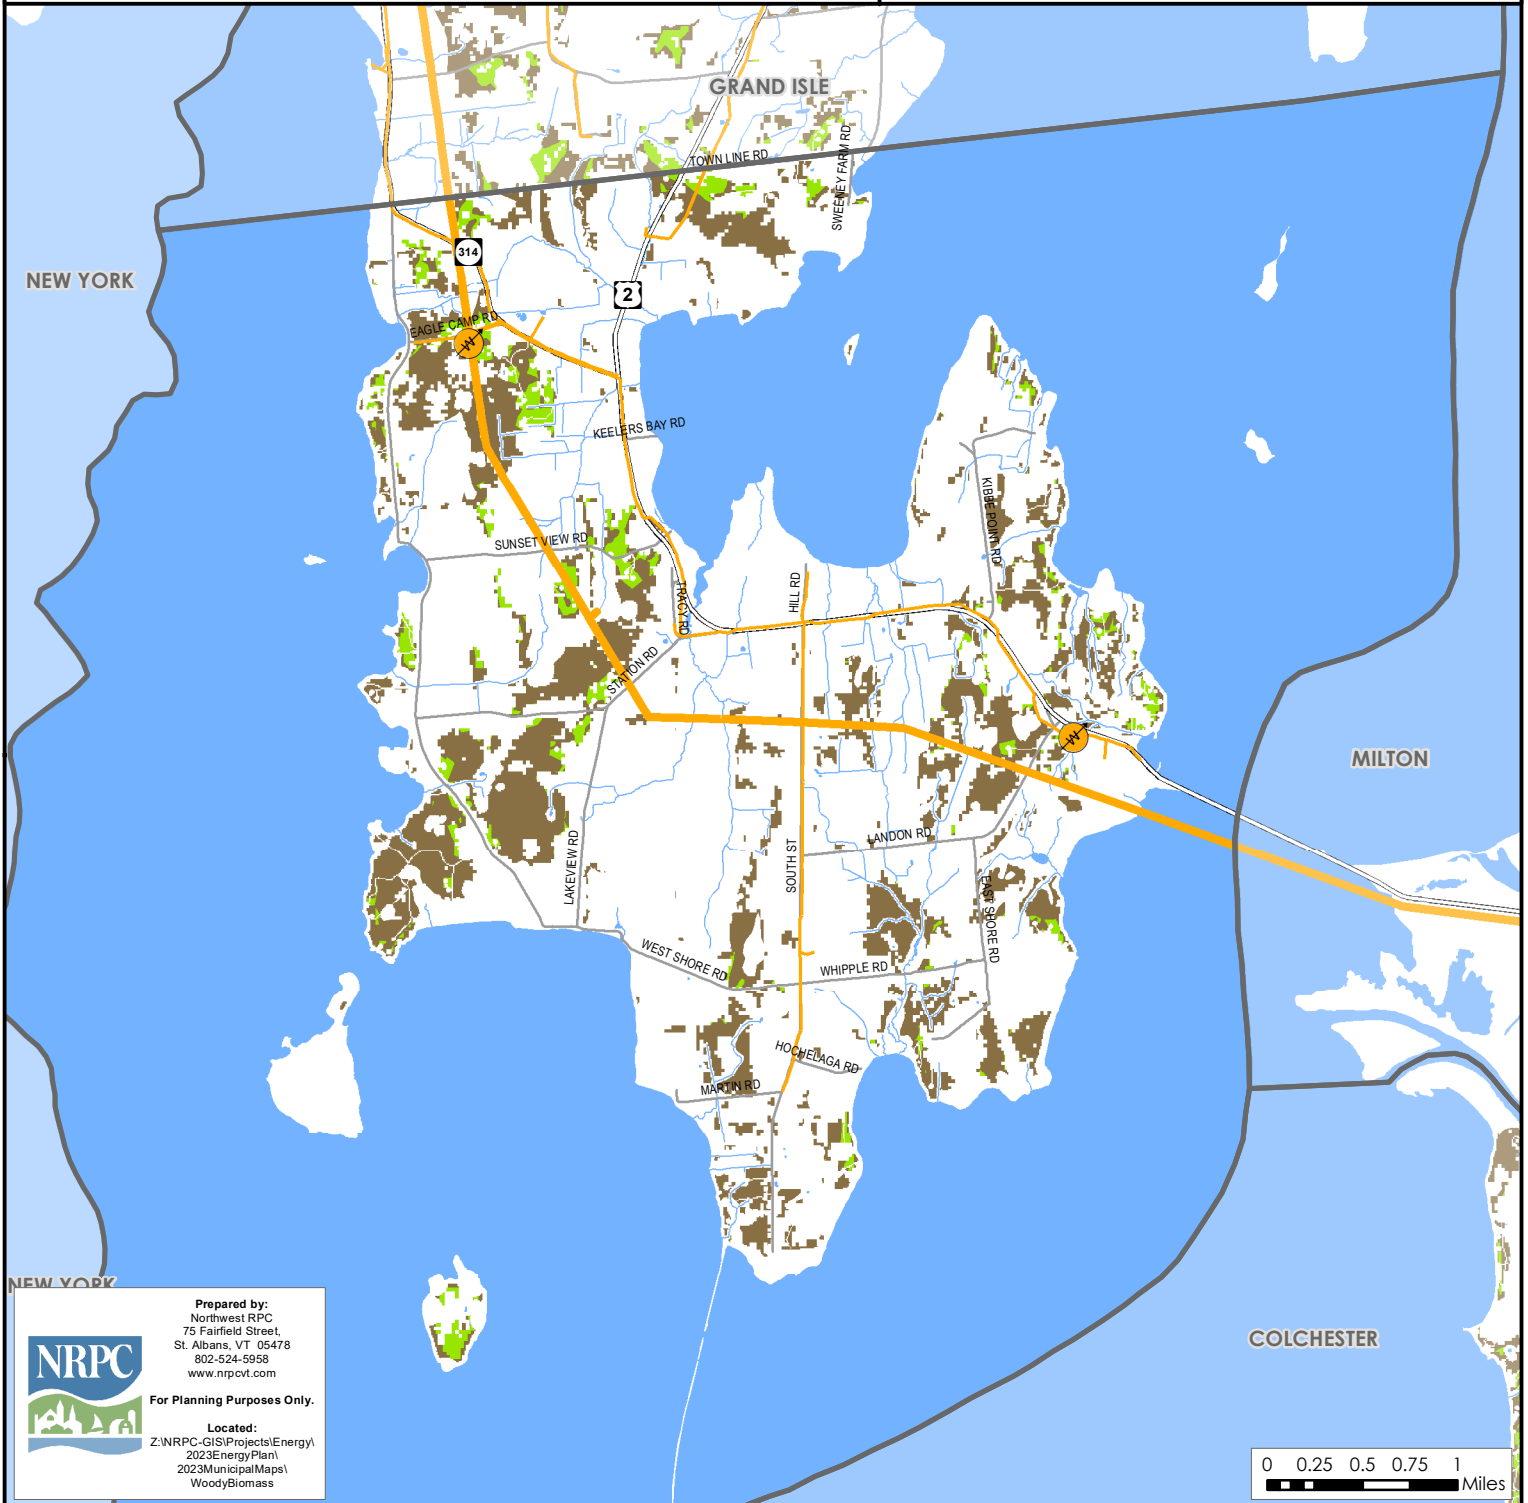 GRAND ISLE
TOWN LINE RD
SWEENEY FARM RD
314
NEW YORK
2
EAGLE CAMP RD
W
KEELERS BAY RD
KIBBE POINT RD
SUNSET VIEW RD
TRACY RD
HILL RD
STATION RD
W
MILTON
LANDON RD
LAKEVIEW RD
SOUTH ST
EAST SHORE RD
WEST SHORE RD
WHIPPLE RD
HOCHELAGA RD
MARTIN RD
NEW YORK
COLCHESTER
NRPC
Prepared by:
Northwest RPC
75 Fairfield Street,
St. Albans, VT 05478
802-524-5958
www.nrpcvt.com
For Planning Purposes Only.
Located:
Z:\NRPC-GIS\Projects\Energy\
2023EnergyPlan\
2023MunicipalMaps\
WoodyBiomass
0 0.25 0.5 0.75 1
Miles